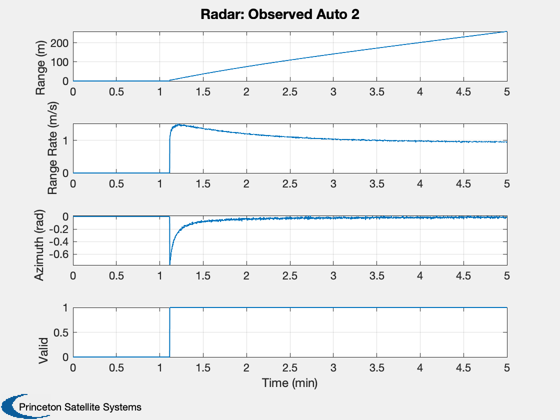 Radar: Observed Auto 2
Range (m)
200
100
0
0 0.5 1 1.5 2 2.5 3 3.5 4 4.5 5
Range Rate (m/s)
1
0
0 0.5 1 1.5 2 2.5 3 3.5 4 4.5 5
Azimuth (rad)
0
-0.2
-0.4
-0.6
0 0.5 1 1.5 2 2.5 3 3.5 4 4.5 5
Valid
1
0.5
0
0 0.5 1 1.5 2 2.5 3 3.5 4 4.5 5
Time (min)
Princeton Satellite Systems